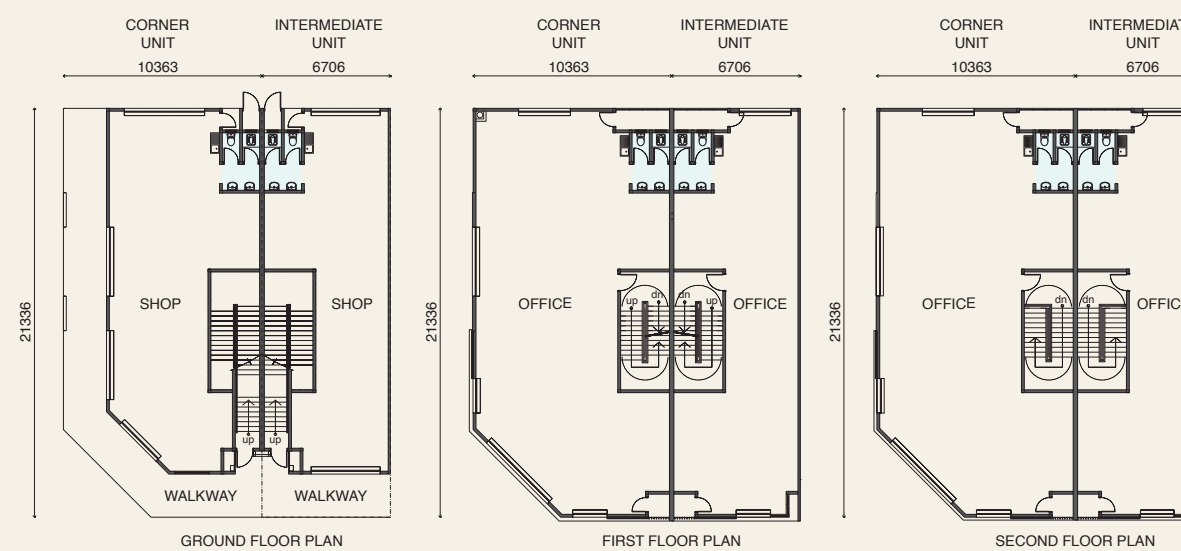 CORNER
UNIT
INTERMEDIATE
UNIT
10363
6706
21336
SHOP
SHOP
up
up
WALKWAY
WALKWAY
GROUND FLOOR PLAN
CORNER
UNIT
INTERMEDIATE
UNIT
10363
6706
21336
OFFICE
up
dn
dn
up
OFFICE
FIRST FLOOR PLAN
CORNER
UNIT
INTERMEDIAT
UNIT
10363
6706
21336
OFFICE
dn
dn
OFFIC
SECOND FLOOR PLAN